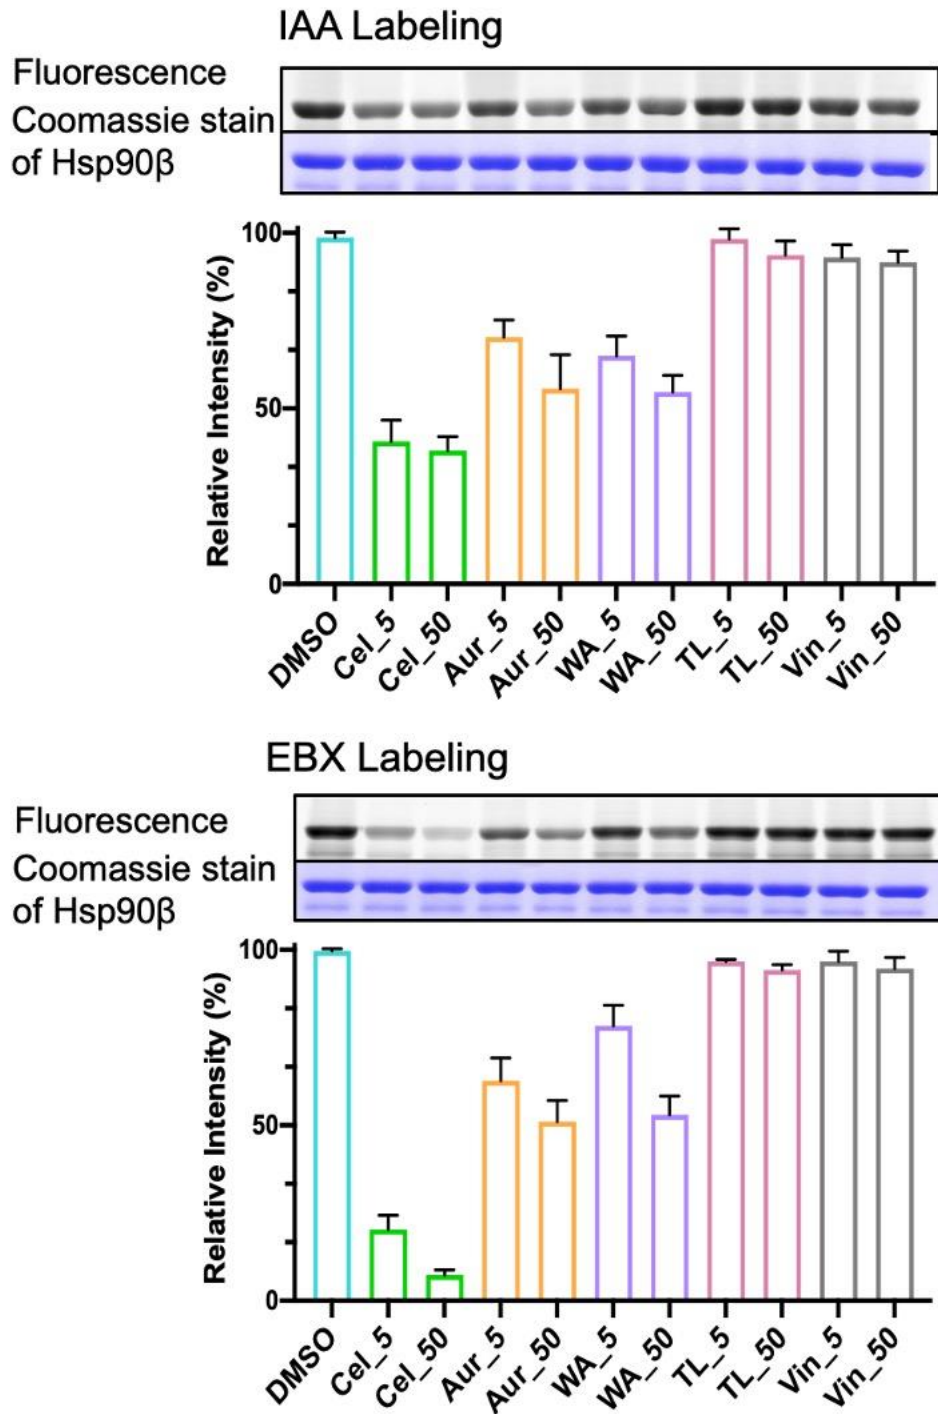 IAA Labeling
Fluorescence
Coomassie stain
of Hsp90β
Relative Intensity (%)
100
50
0
DMSO
Cel_5
Cel_50
Aur_5
Aur_50
WA_5
WA_50
TL_5
TL_50
Vin_5
Vin_50
EBX Labeling
Fluorescence
Coomassie stain
of Hsp90β
Relative Intensity (%)
100
50
0
DMSO
Cel_5
Cel_50
Aur_5
Aur_50
WA_5
WA_50
TL_5
TL_50
Vin_5
Vin_50